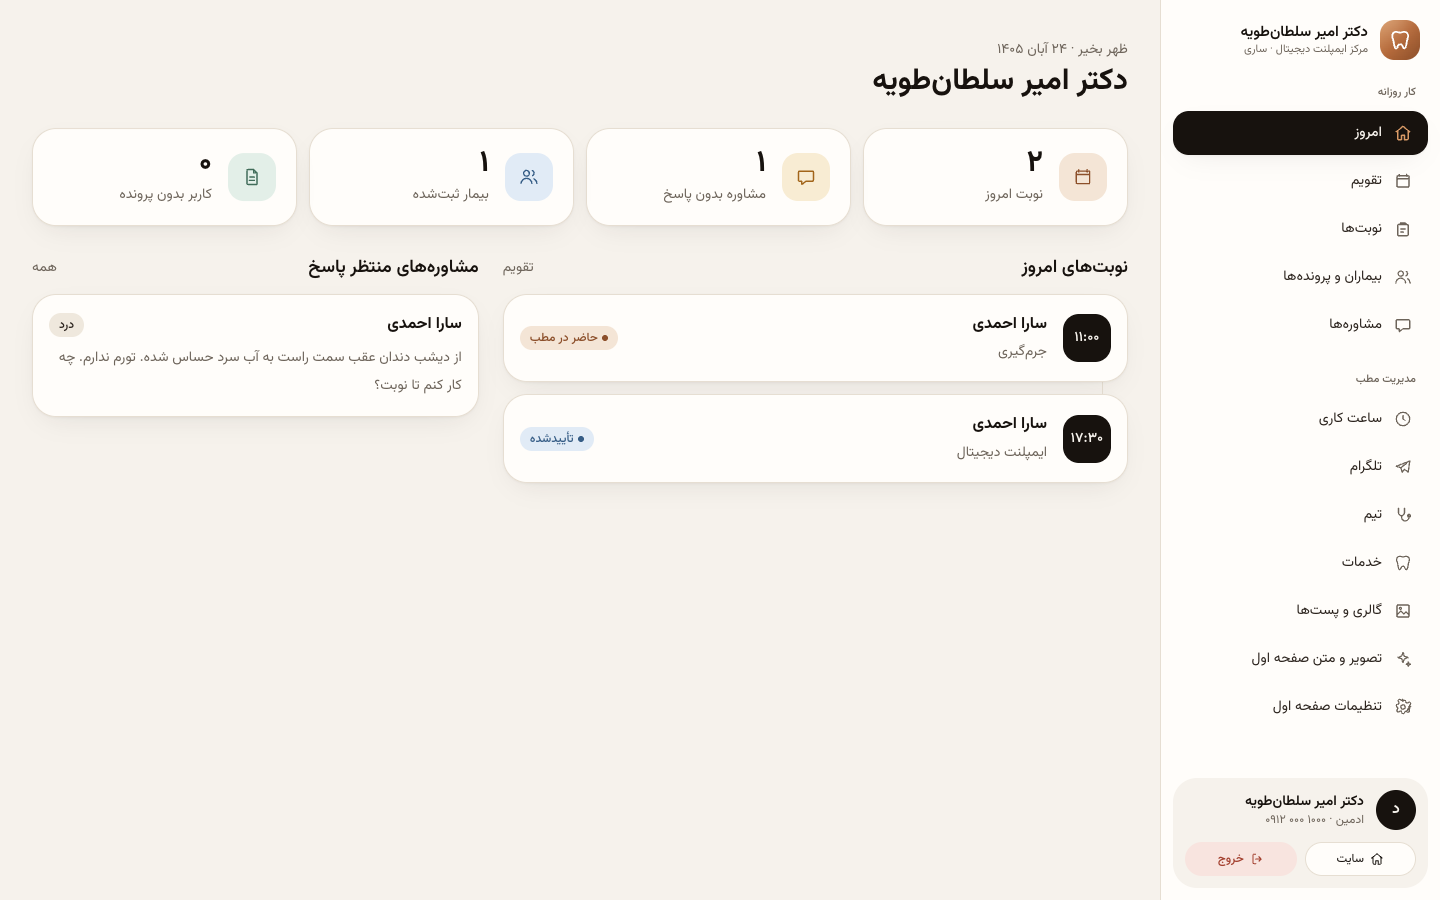 دکتر امیر سلطان‌طویه
مرکز ایمپلنت دیجیتال · ساری
کار روزانه
امروز
تقویم
نوبت‌ها
بیماران و پرونده‌ها
مشاوره‌ها
مدیریت مطب
ساعت کاری
تلگرام
تیم
خدمات
گالری و پست‌ها
تصویر و متن صفحه اول
تنظیمات صفحه اول
د
دکتر امیر سلطان‌طویه
ادمین · ۰۹۱۲ ۰۰۰ ۱۰۰۰
سایت
خروج
ظهر بخیر · ۲۴ آبان ۱۴۰۵
دکتر امیر سلطان‌طویه
۲
نوبت امروز
۱
مشاوره بدون پاسخ
۱
بیمار ثبت‌شده
۰
کاربر بدون پرونده
نوبت‌های امروز
تقویم
۱۱:۰۰
سارا احمدی
جرم‌گیری
حاضر در مطب
۱۷:۳۰
سارا احمدی
ایمپلنت دیجیتال
تأییدشده
مشاوره‌های منتظر پاسخ
همه
سارا احمدی
درد
از دیشب دندان عقب سمت راست به آب سرد حساس شده. تورم ندارم. چه
کار کنم تا نوبت؟